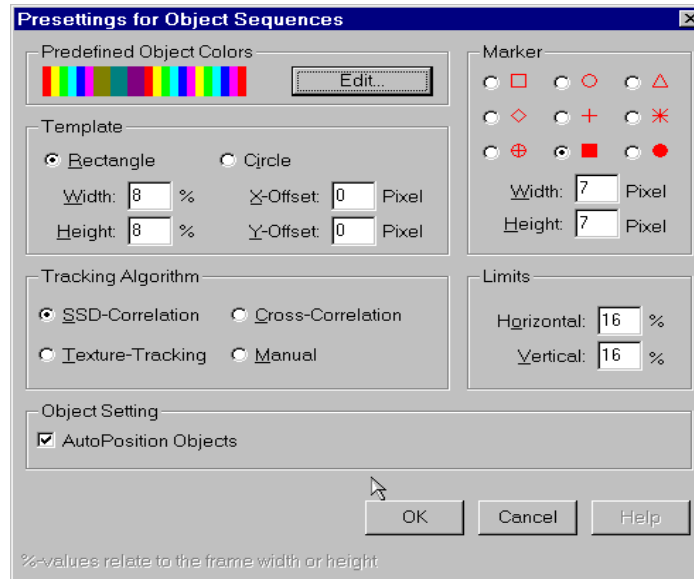 Presettings for Object Sequences
Predefined Object Colors
Edit...
Marker
Template
Rectangle
Circle
Width: 8 %
X-Offset: 0 Pixel
Height: 8 %
Y-Offset: 0 Pixel
Width: 7 Pixel
Height: 7 Pixel
Tracking Algorithm
SSD-Correlation
Cross-Correlation
Texture-Tracking
Manual
Limits
Horizontal: 16 %
Vertical: 16 %
Object Setting
AutoPosition Objects
OK
Cancel
Help
%-values relate to the frame width or height